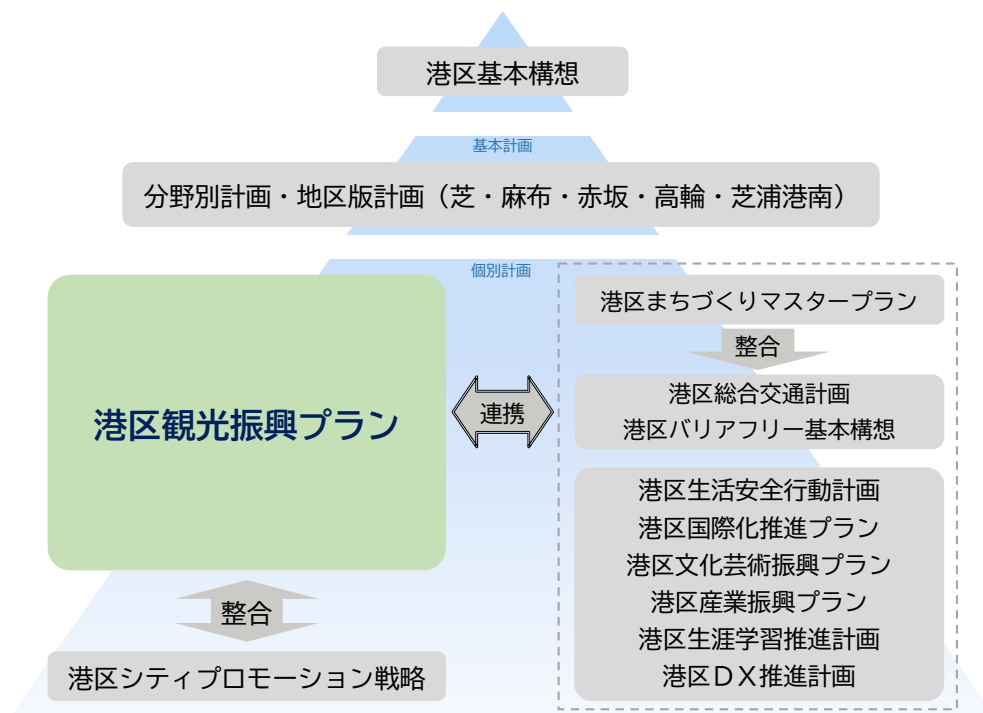 港区基本構想
基本計画
分野別計画・地区版計画（芝・麻布・赤坂・高輪・芝浦港南）
個別計画
港区観光振興プラン
整合
港区シティプロモーション戦略
連携
港区まちづくりマスタープラン
整合
港区総合交通計画
港区バリアフリー基本構想
港区生活安全行動計画
港区国際化推進プラン
港区文化芸術振興プラン
港区産業振興プラン
港区生涯学習推進計画
港区ＤＸ推進計画